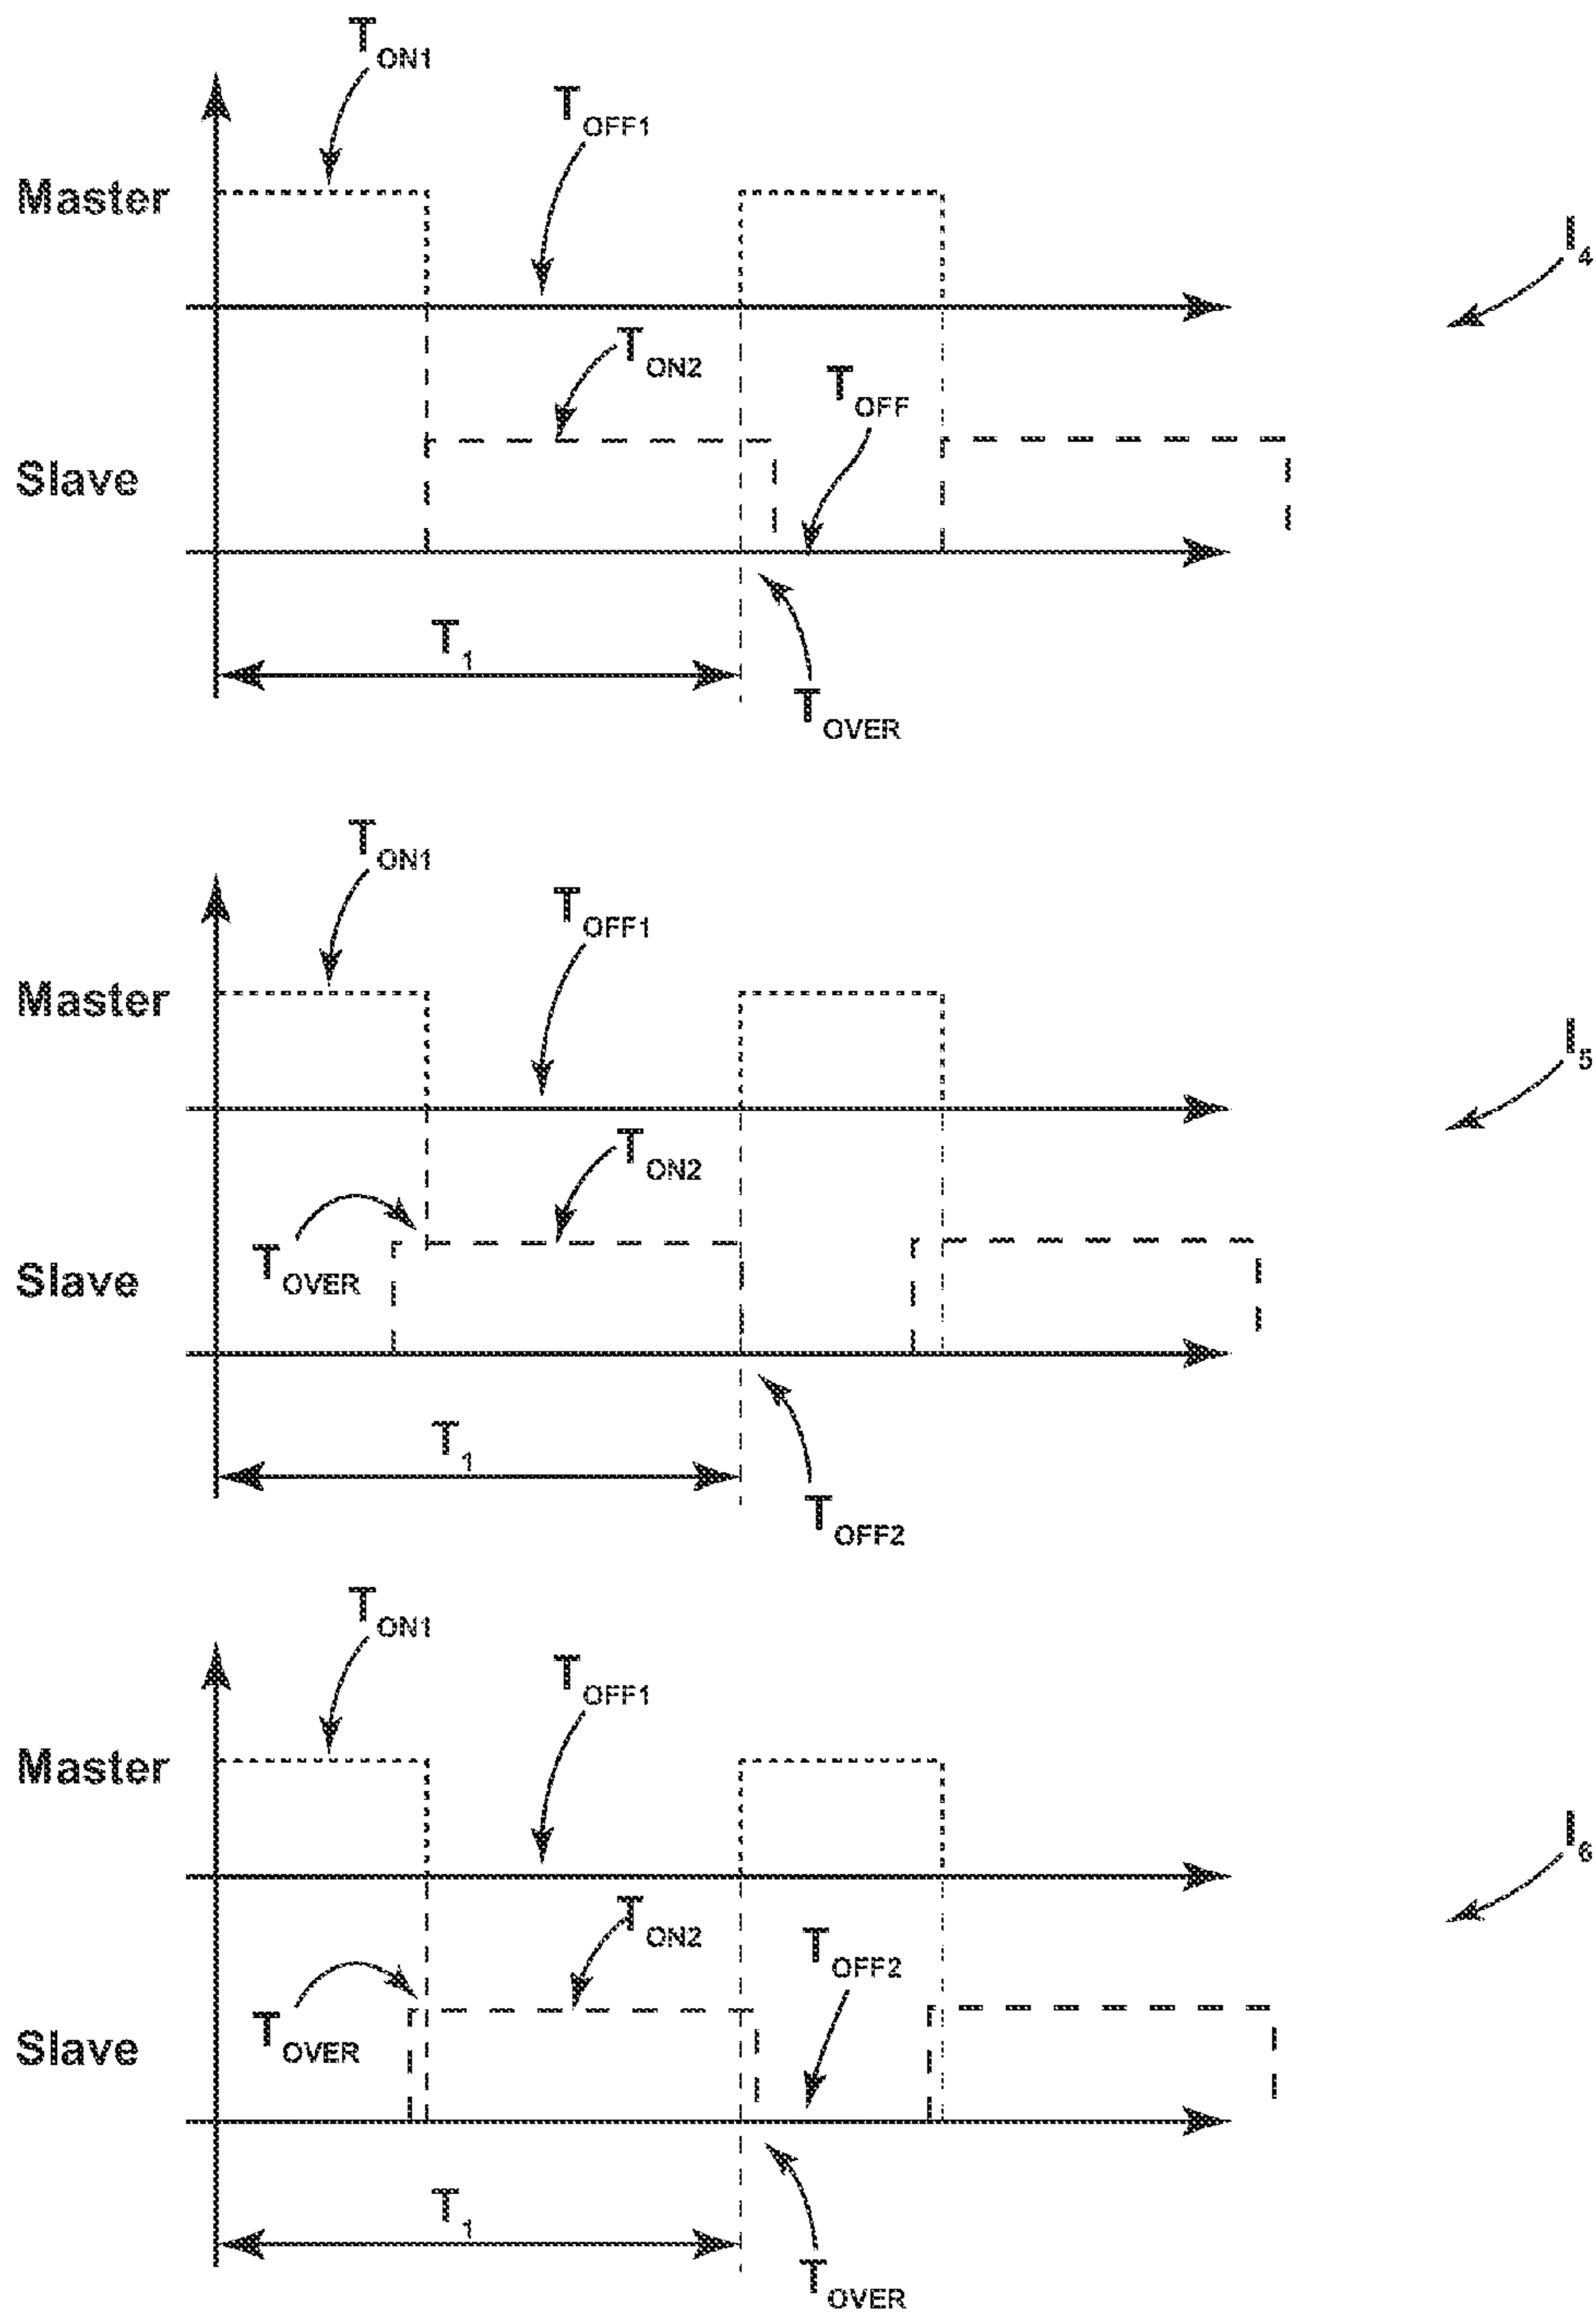 TON1
TOFF1
Master
I4
TON2
TOFF
Slave
T1
TOVER
TON1
TOFF1
Master
I5
TON2
TOVER
Slave
T1
TOFF2
TON1
TOFF1
Master
I6
TON2
TOFF2
TOVER
Slave
T1
TOVER